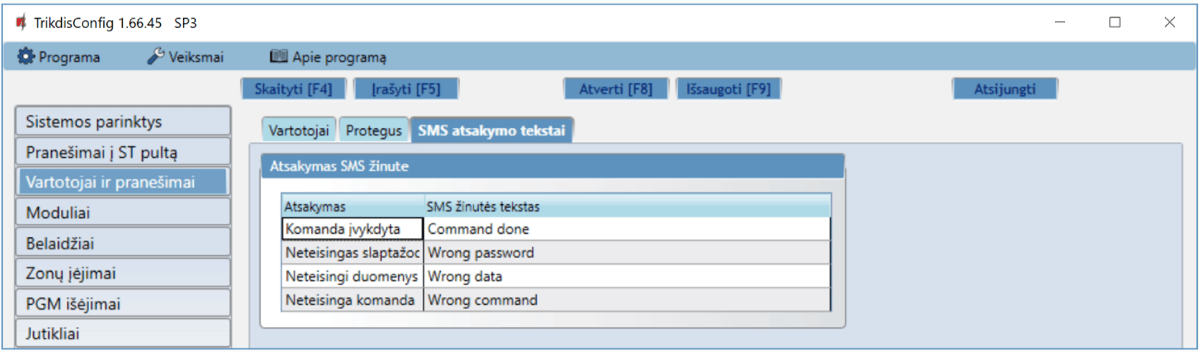 TrikdisConfig 1.66.45 SP3
Programa Veiksmai Apie programą
Skaityti [F4] Įrašyti [F5] Atverti [F8] Išsaugoti [F9] Atsijungti
Sistemos parinktys
Pranešimai į ST pultą
Vartotojai ir pranešimai
Moduliai
Belaidžiai
Zonų įėjimai
PGM išėjimai
Jutikliai
Vartotojai Protegus SMS atsakymo tekstai
Atsakymas SMS žinute
Atsakymas SMS žinutės tekstas
Komanda įvykdyta Command done
Neteisingas slaptažoc Wrong password
Neteisingi duomenys Wrong data
Neteisinga komanda Wrong command